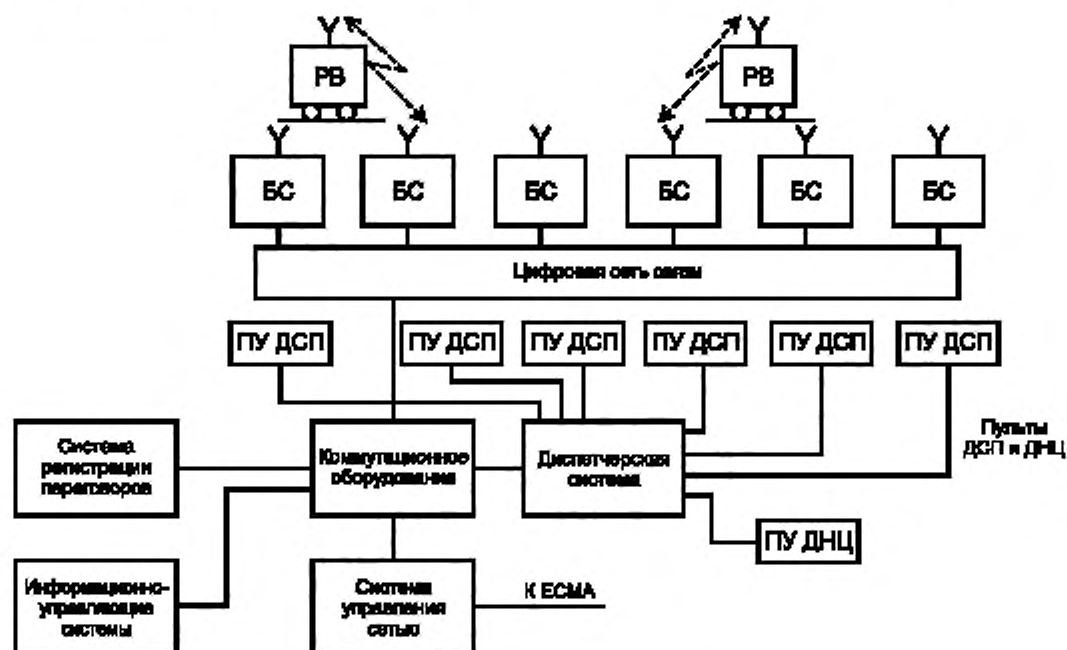 РВ РВ
БС БС БС БС БС БС
Цифровая сеть связи
ПУ ДСП ПУ ДСП ПУ ДСП ПУ ДСП ПУ ДСП ПУ ДСП
Пульты
ДСП и ДНЦ
Система
регистрации
переговоров
Коммутационное
оборудование
Диспетчерская
система
ПУ ДНЦ
Информационно-
управляющие
системы
Система
управления
сетью
К ЕСМА